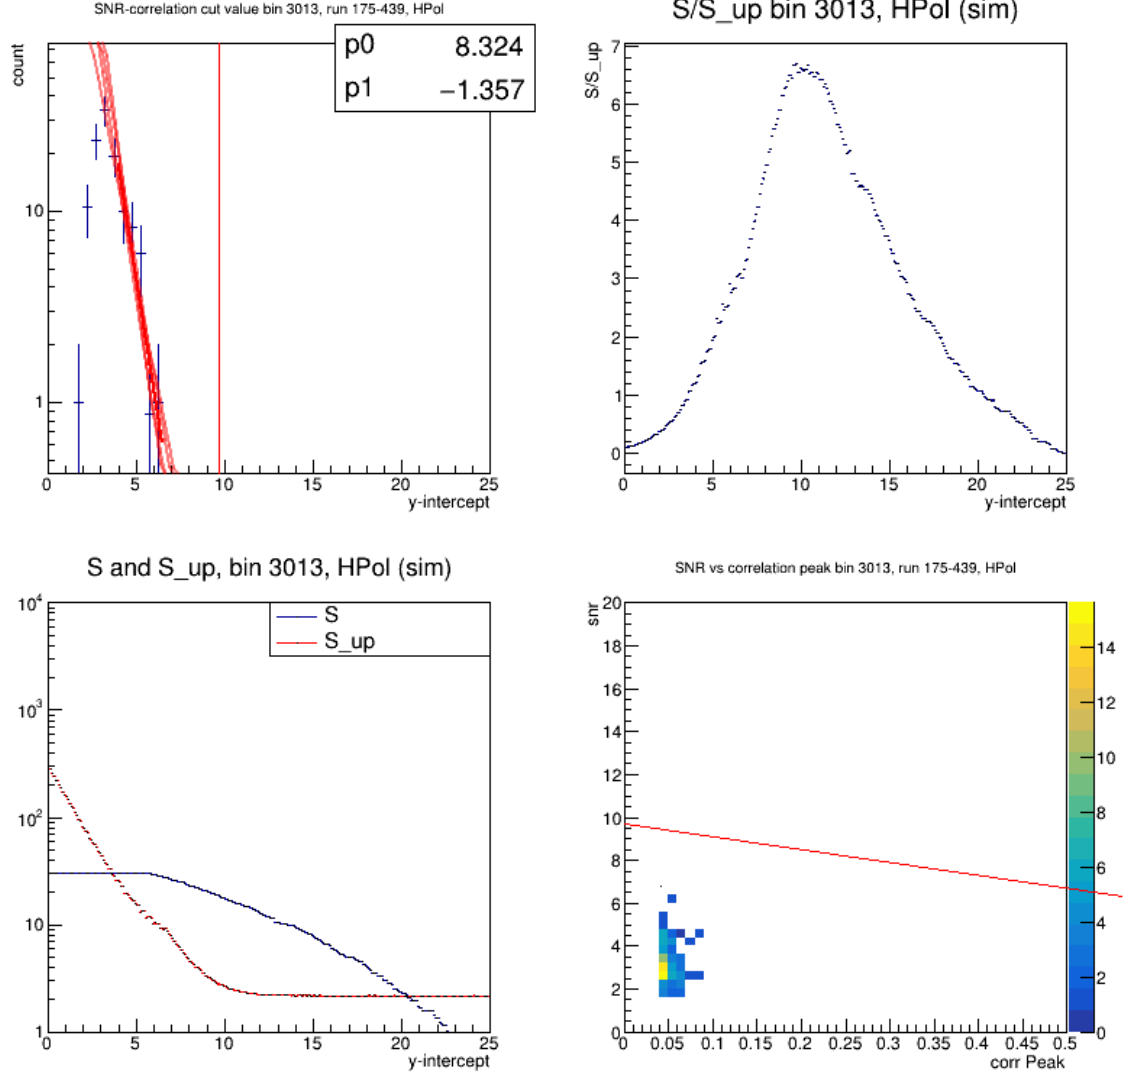 SNR-correlation cut value bin 3013, run 175-439, HPol
count
p0 8.324
p1 −1.357
10
1
0 5 10 15 20 25
y-intercept
S/S_up bin 3013, HPol (sim)
S/S_up
7
6
5
4
3
2
1
0
0 5 10 15 20 25
y-intercept
S and S_up, bin 3013, HPol (sim)
S
S_up
10^4
10^3
10^2
10
1
0 5 10 15 20 25
y-intercept
SNR vs correlation peak bin 3013, run 175-439, HPol
snr
20
18
16
14
12
10
8
6
4
2
0
0 0.05 0.1 0.15 0.2 0.25 0.3 0.35 0.4 0.45 0.5
corr Peak
14
12
10
8
6
4
2
0